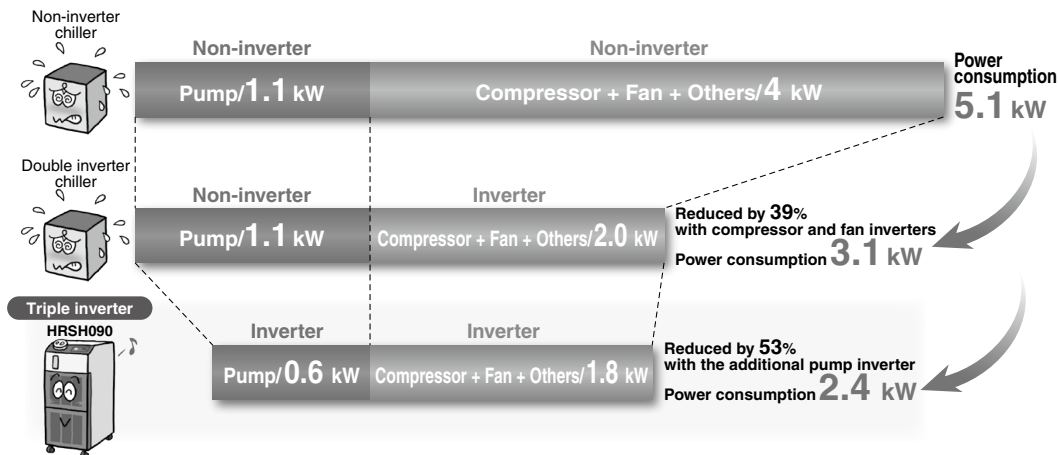 Non-inverter
chiller
Non-inverter
Non-inverter
Pump/1.1 kW
Compressor + Fan + Others/4 kW
Power
consumption
5.1 kW
Double inverter
chiller
Non-inverter
Inverter
Pump/1.1 kW
Compressor + Fan + Others/2.0 kW
Reduced by 39%
with compressor and fan inverters
Power consumption 3.1 kW
Triple inverter
HRSH090
Inverter
Inverter
Pump/0.6 kW
Compressor + Fan + Others/1.8 kW
Reduced by 53%
with the additional pump inverter
Power consumption 2.4 kW